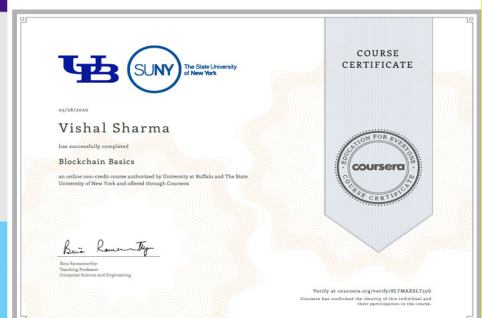 UB
SUNY
The State University
of New York
COURSE
CERTIFICATE
05/28/2020
Vishal Sharma
has successfully completed
Blockchain Basics
an online non-credit course authorized by University at Buffalo and The State
University of New York and offered through Coursera
EDUCATION FOR EVERYONE
coursera
COURSE CERTIFICATE
Bina Ramamurthy
Teaching Professor
Computer Science and Engineering
Verify at coursera.org/verify/
Coursera has confirmed the identity of this individual and
their participation in the course.